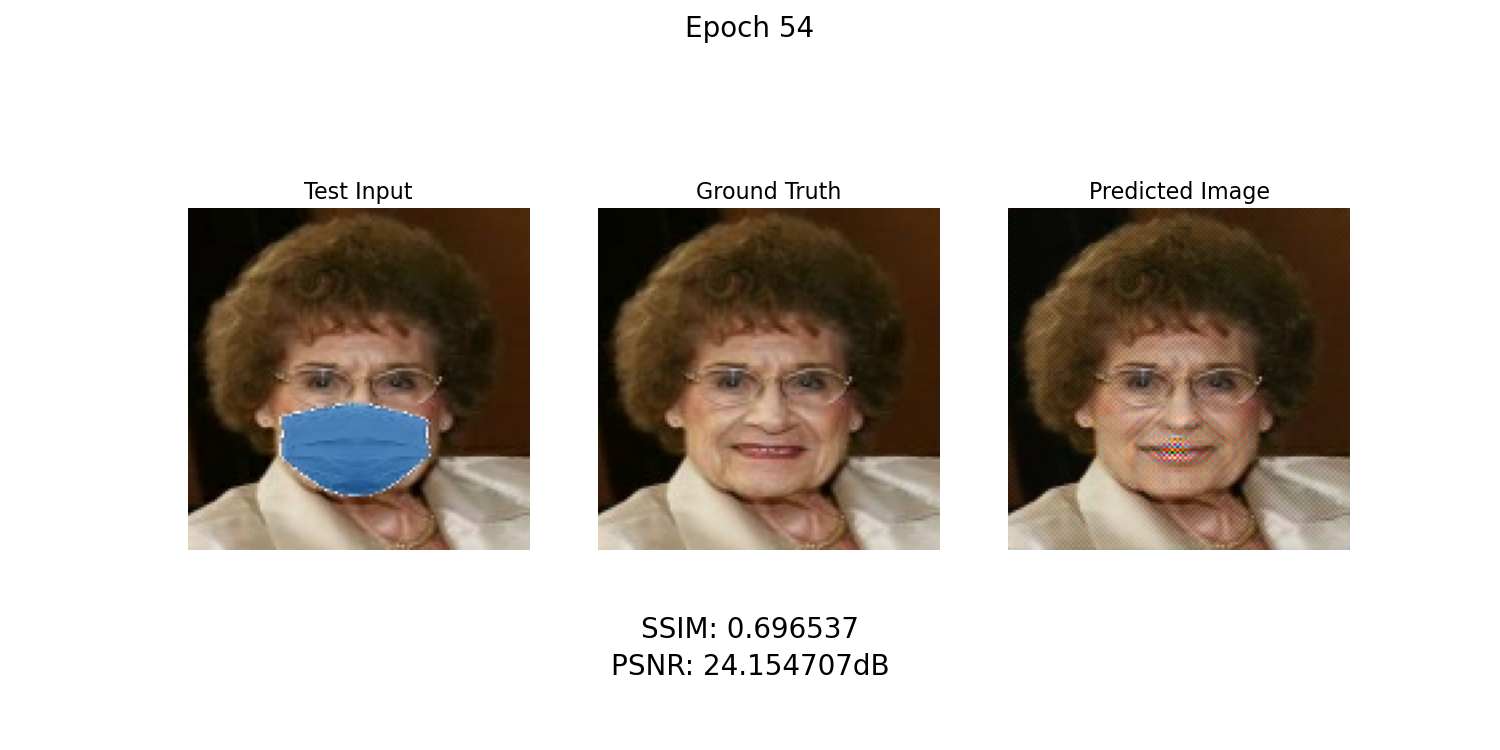 Epoch 54
Test Input
Ground Truth
Predicted Image
SSIM: 0.696537
PSNR: 24.154707dB